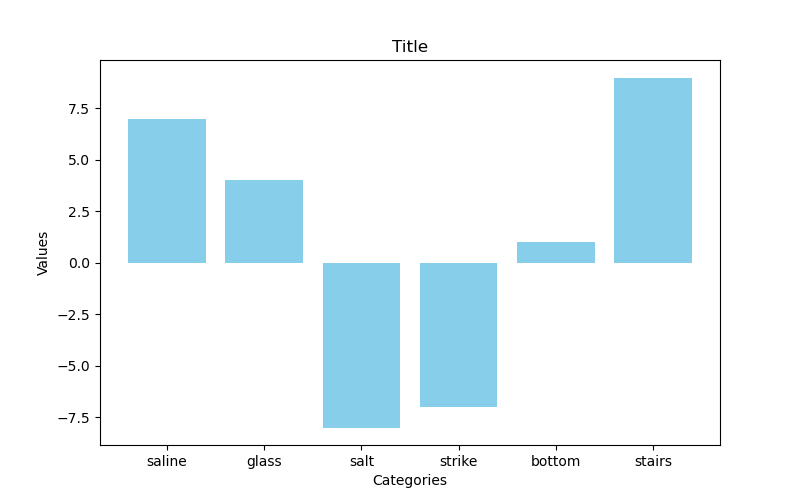 Title
Values
7.5
5.0
2.5
0.0
−2.5
−5.0
−7.5
saline glass salt strike bottom stairs
Categories